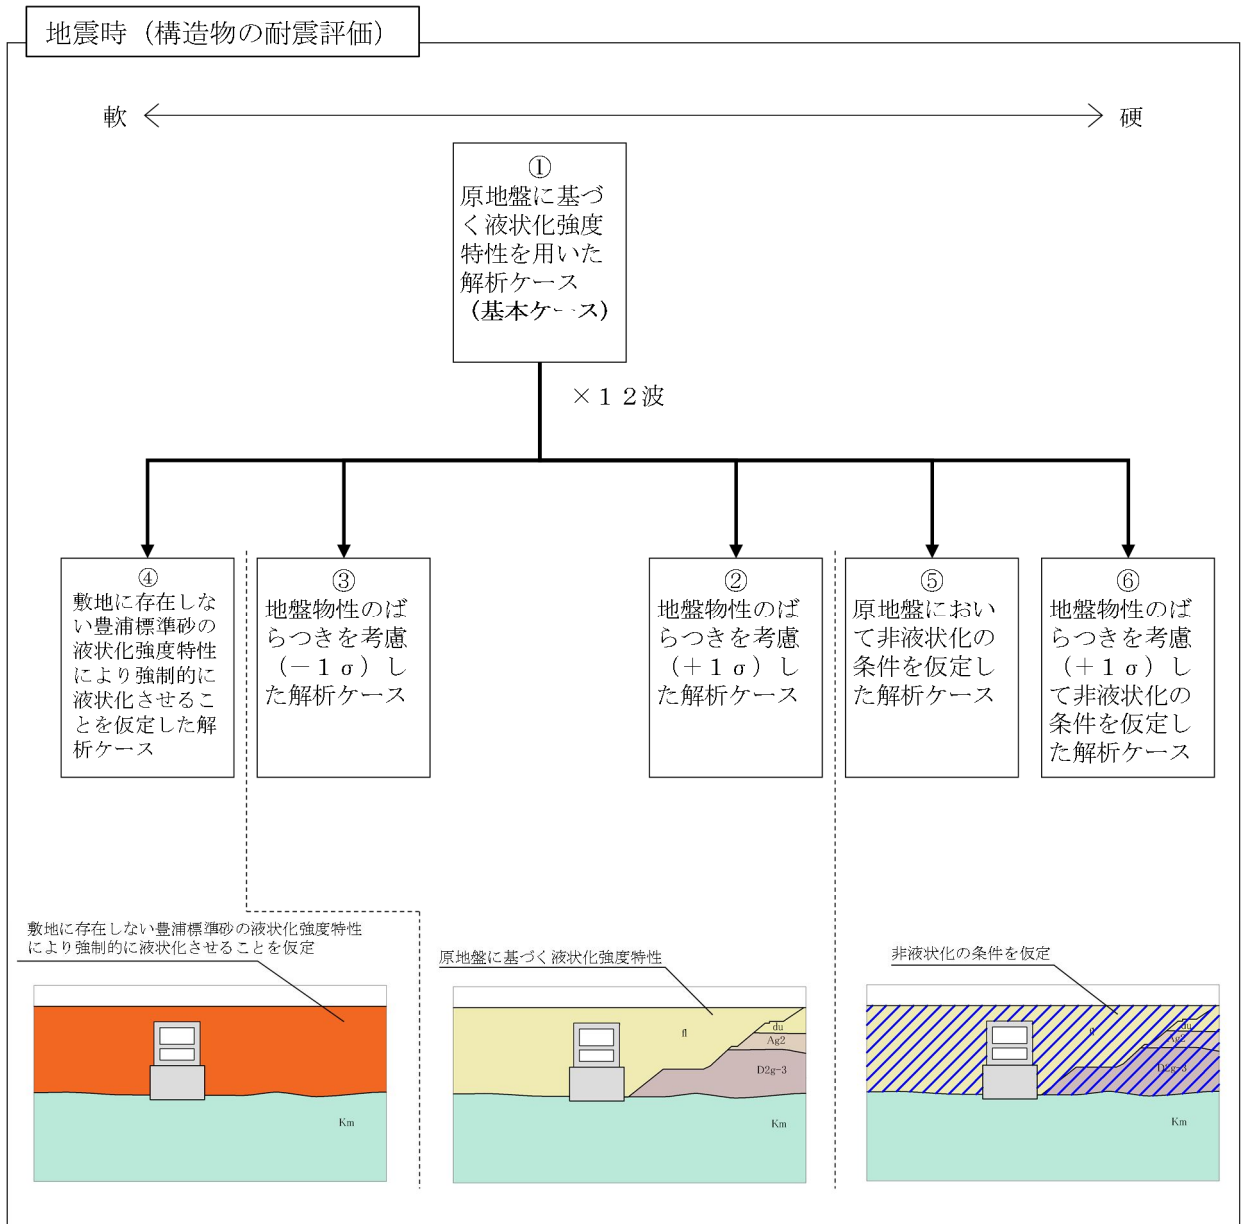 地震時（構造物の耐震評価）
軟
硬
①
原地盤に基づ
く液状化強度
特性を用いた
解析ケース
（基本ケース）
×１２波
④
敷地に存在しな
い豊浦標準砂の
液状化強度特性
により強制的に
液状化させるこ
とを仮定した解
析ケース
③
地盤物性のば
らつきを考慮
（－１σ）し
た解析ケース
②
地盤物性のば
らつきを考慮
（＋１σ）し
た解析ケース
⑤
原地盤におい
て非液状化の
条件を仮定し
た解析ケース
⑥
地盤物性のば
らつきを考慮
（＋１σ）し
て非液状化の
条件を仮定し
た解析ケース
敷地に存在しない豊浦標準砂の液状化強度特性
により強制的に液状化させることを仮定
Km
原地盤に基づく液状化強度特性
fl
du
Ag2
D2g-3
Km
非液状化の条件を仮定
fl
du
Ag2
D2g-3
Km